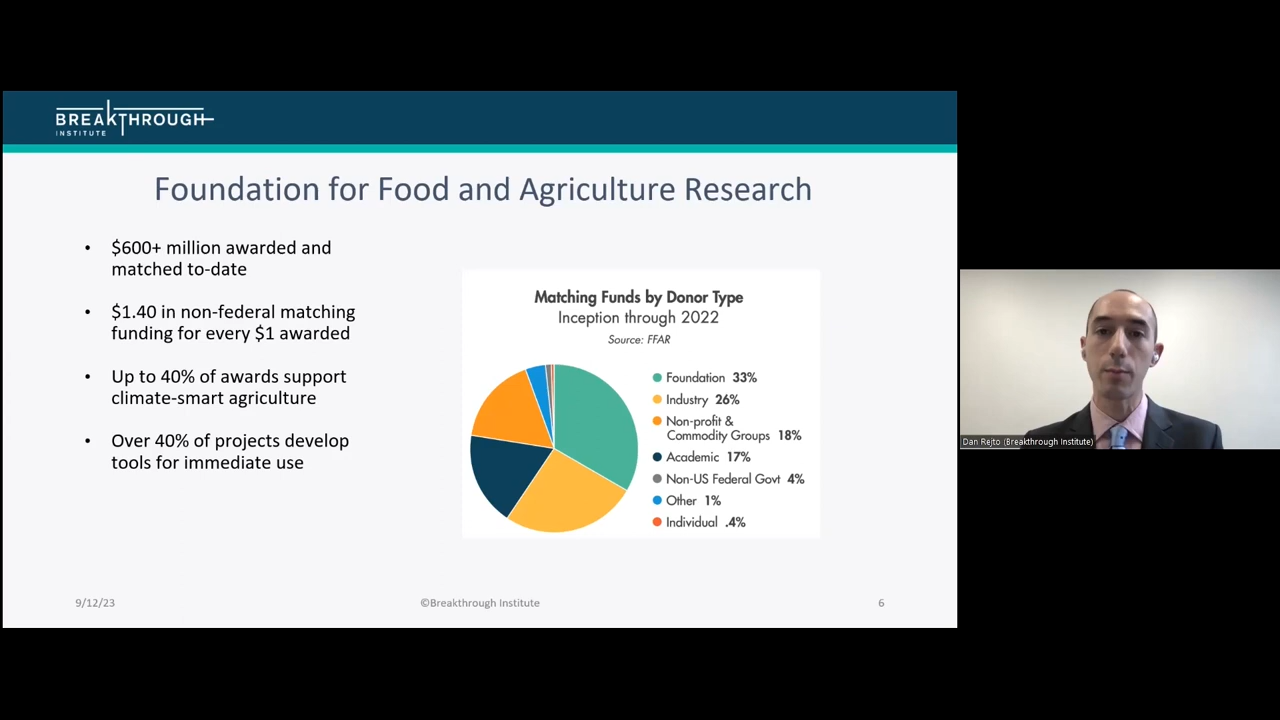 BREAKTHROUGH
INSTITUTE
Foundation for Food and Agriculture Research
• $600+ million awarded and
matched to-date
• $1.40 in non-federal matching
funding for every $1 awarded
• Up to 40% of awards support
climate-smart agriculture
• Over 40% of projects develop
tools for immediate use
Matching Funds by Donor Type
Inception through 2022
Source: FFAR
Foundation 33%
Industry 26%
Non-profit &
Commodity Groups 18%
Academic 17%
Non-US Federal Govt 4%
Other 1%
Individual .4%
9/12/23
©Breakthrough Institute
6
Dan Rejto (Breakthrough Institute)